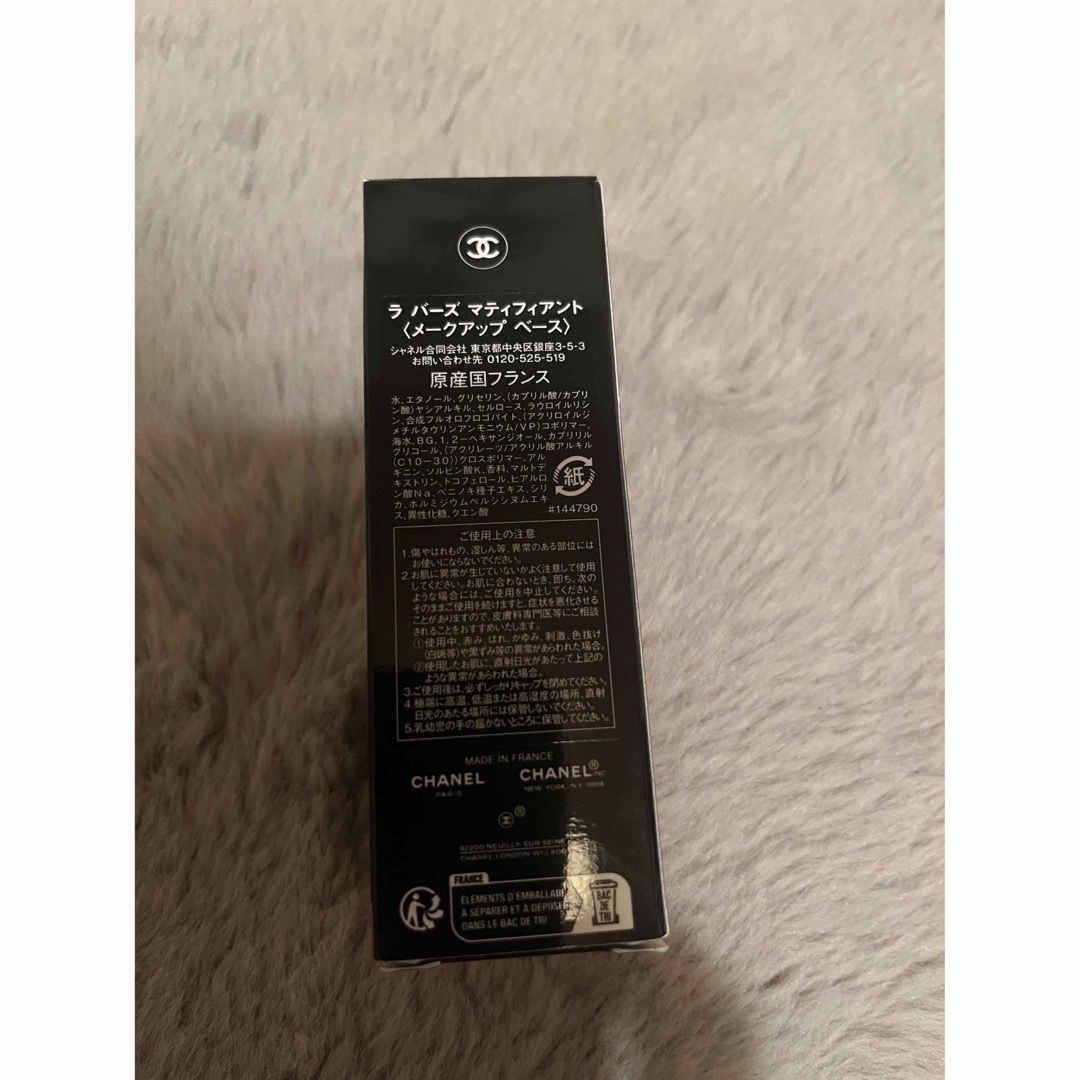 ラ バーズ マティフィアント
〈メークアップ ベース〉
シャネル合同会社 東京都中央区銀座3-5-3
お問い合わせ先 0120-525-519
原産国フランス
水、エタノール、グリセリン、(カプリル酸/カプリ
ン酸)ヤシアルキル、セルロース、ラウロイルリシ
ン、合成フルオロフロゴパイト、(アクリロイルジ
メチルタウリンアンモニウム/VP)コポリマー、
海水、BG、1,2-ヘキサンジオール、カプリリル
グリコール、(アクリレーツ/アクリル酸アルキル
(C10-30))クロスポリマー、アル
ギニン、ソルビン酸K、香料、マルトデ
キストリン、トコフェロール、ヒアルロ
ン酸Na、ベニノキ種子エキス、シリ
カ、ホルミジウムペルシシヌムエキ
ス、異性化糖、クエン酸
紙
#144790
ご使用上の注意
1.傷やはれもの、湿しん等、異常のある部位には
お使いにならないでください。
2.お肌に異常が生じていないかよく注意して使用
してください。お肌に合わないとき、即ち、次の
ような場合には、ご使用を中止してください。
そのままご使用を続けますと、症状を悪化させる
ことがありますので、皮膚科専門医等にご相談
されることをおすすめいたします。
①使用中、赤み、はれ、かゆみ、刺激、色抜け
(白斑等)や黒ずみ等の異常があらわれた場合。
②使用したお肌に、直射日光があたって上記の
ような異常があらわれた場合。
3.ご使用後は、必ずしっかりキャップを閉めてください。
4.極端に高温、低温または高湿度の場所、直射
日光のあたる場所には保管しないでください。
5.乳幼児の手の届かないところに保管してください。
MADE IN FRANCE
CHANEL CHANEL® INC
PARIS NEW YORK, N.Y. 10019
®
92200 NEUILLY SUR SEINE
CHANEL LONDON W1J
FRANCE
ÉLÉMENTS D'EMBALLAGE
À SÉPARER ET À DÉPOSER
DANS LE BAC DE TRI
BAC
DE
TRI